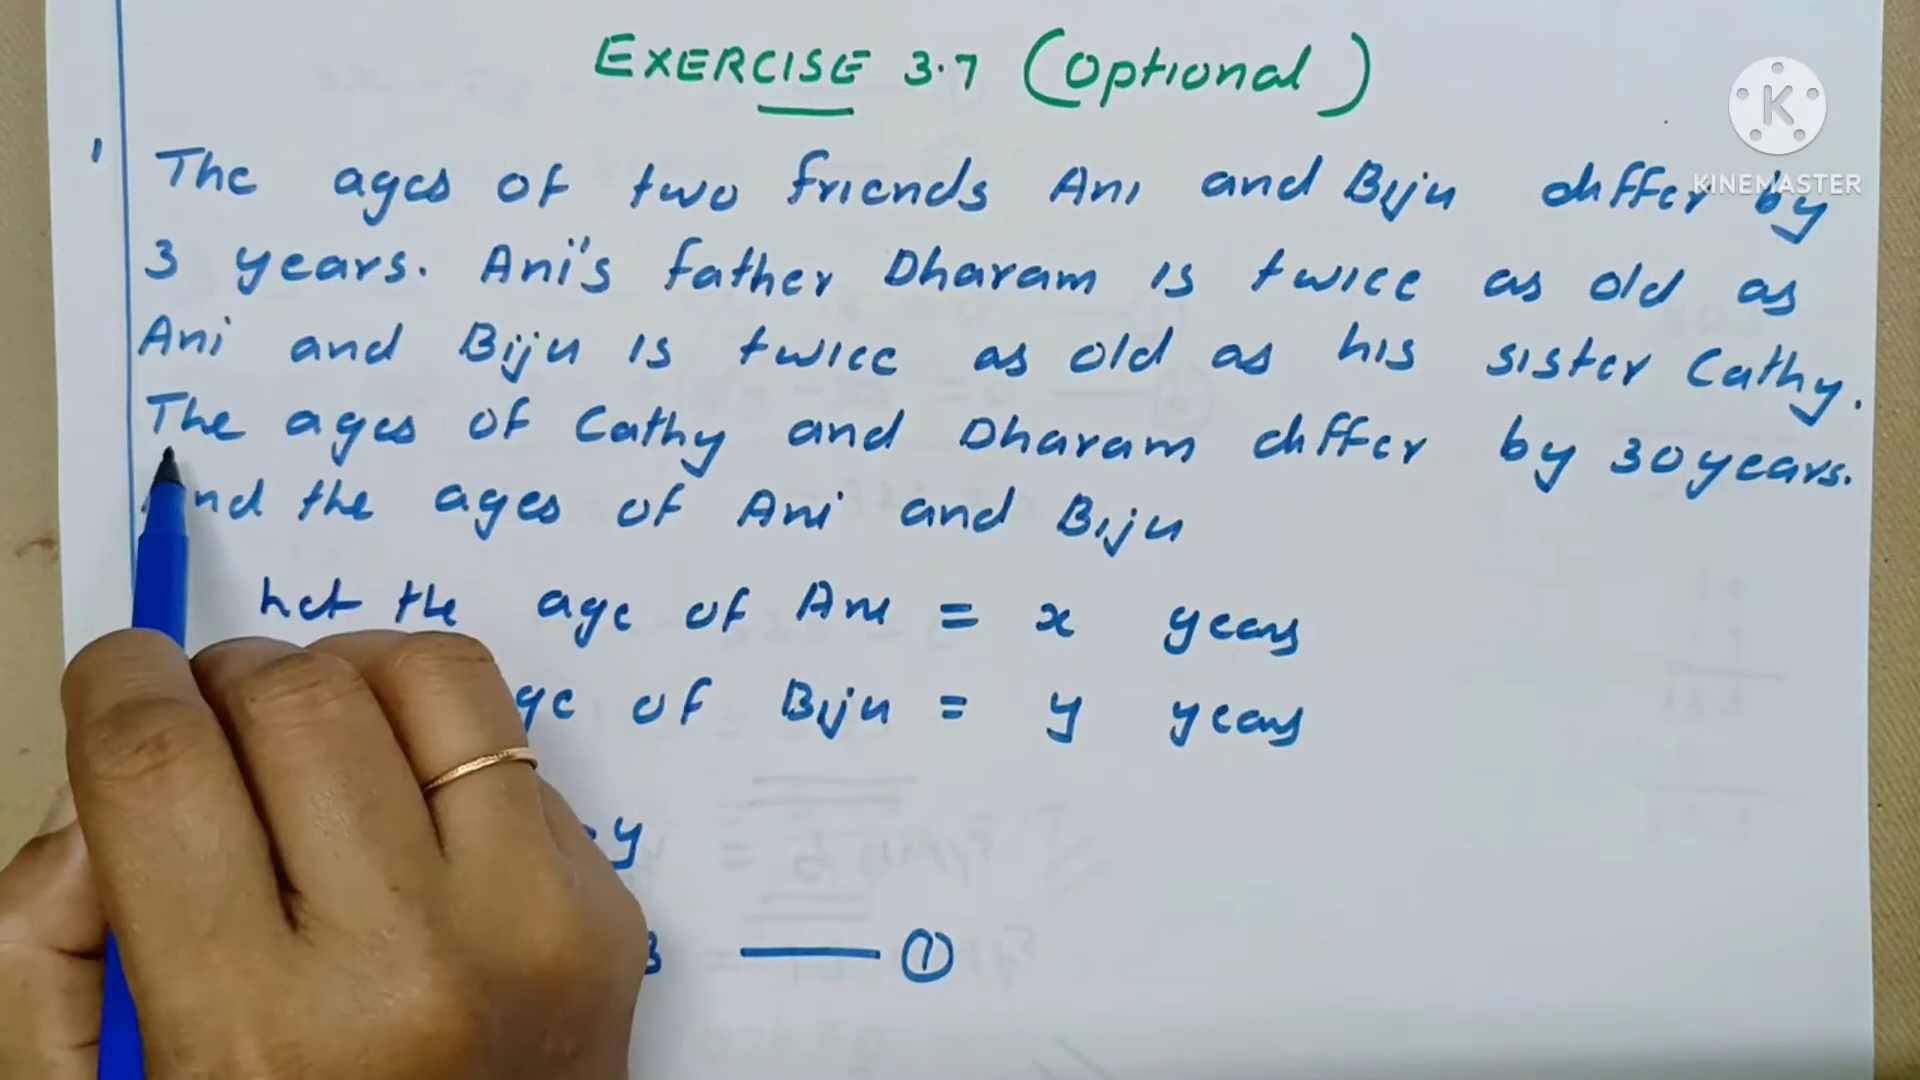 EXERCISE 3.7 (Optional)
K
KINEMASTER
1 The ages of two friends Ani and Biju differ by
3 years. Ani's father Dharam is twice as old as
Ani and Biju is twice as old as his sister Cathy.
The ages of Cathy and Dharam differ by 30 years.
the ages of Ani and Biju
Let the age of Ani = x years
of Biju = y years
y
3 —— ①